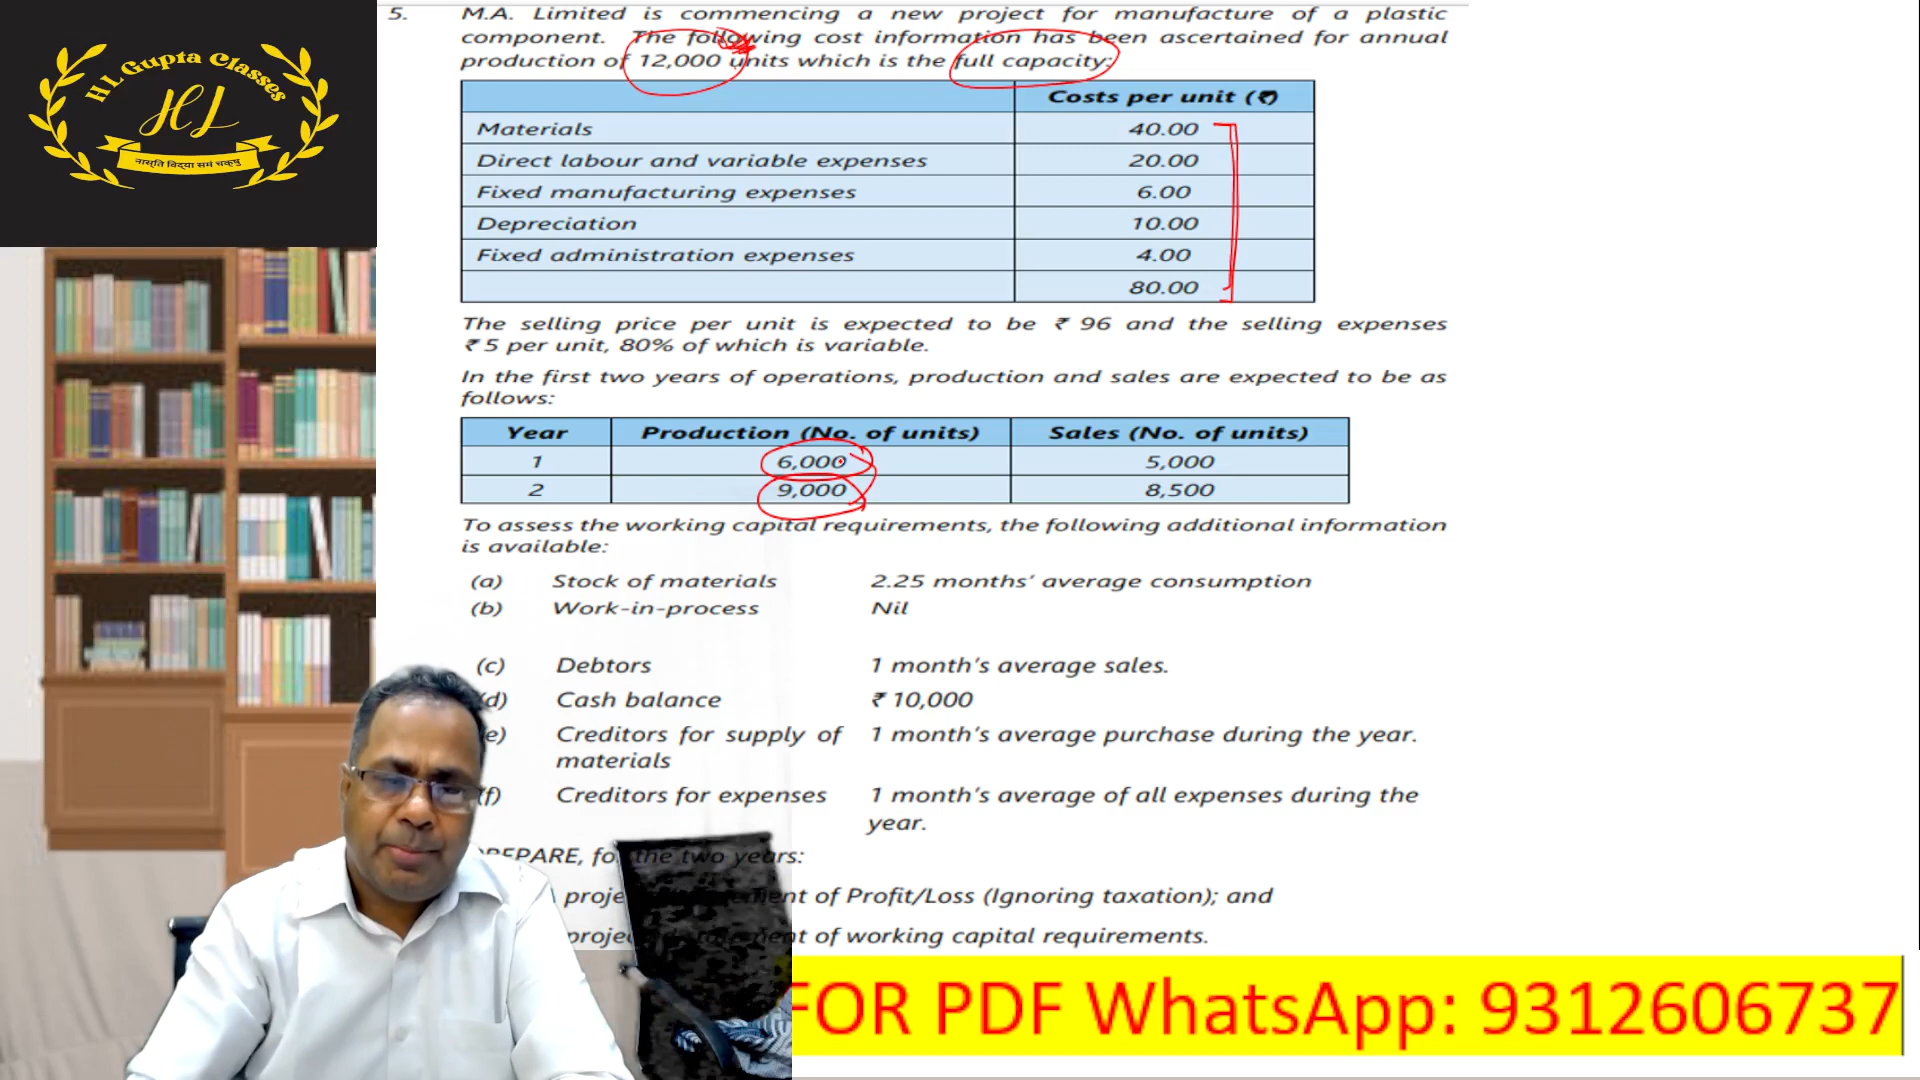 HL Gupta Classes
HL
नास्ति विद्या समं चक्षु
5. M.A. Limited is commencing a new project for manufacture of a plastic
component. The following cost information has been ascertained for annual
production of 12,000 units which is the full capacity:
Costs per unit (₹)
Materials 40.00
Direct labour and variable expenses 20.00
Fixed manufacturing expenses 6.00
Depreciation 10.00
Fixed administration expenses 4.00
80.00
The selling price per unit is expected to be ₹ 96 and the selling expenses
₹ 5 per unit, 80% of which is variable.
In the first two years of operations, production and sales are expected to be as
follows:
Year Production (No. of units) Sales (No. of units)
1 6,000 5,000
2 9,000 8,500
To assess the working capital requirements, the following additional information
is available:
(a) Stock of materials 2.25 months' average consumption
(b) Work-in-process Nil
(c) Debtors 1 month's average sales.
d) Cash balance ₹ 10,000
e) Creditors for supply of 1 month's average purchase during the year.
materials
(f) Creditors for expenses 1 month's average of all expenses during the
year.
PREPARE, for the two years:
of Profit/Loss (Ignoring taxation); and
of working capital requirements.
FOR PDF WhatsApp: 9312606737